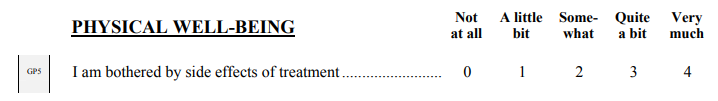 PHYSICAL WELL-BEING
Not at all
A little bit
Some-what
Quite a bit
Very much
GP5 I am bothered by side effects of treatment ......................... 0 1 2 3 4